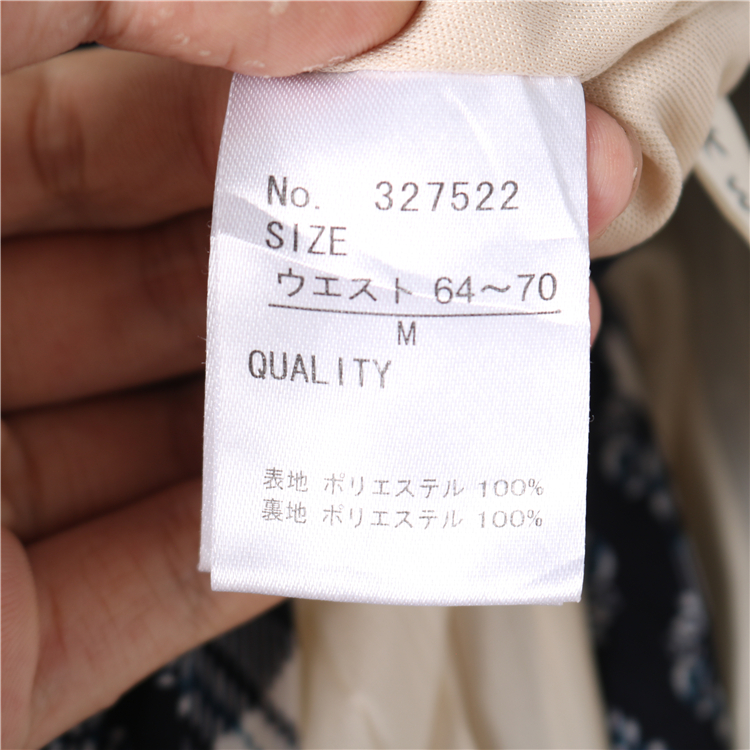 No. 327522
SIZE
ウエスト 64～70
M
QUALITY
表地 ポリエステル 100%
裏地 ポリエステル 100%